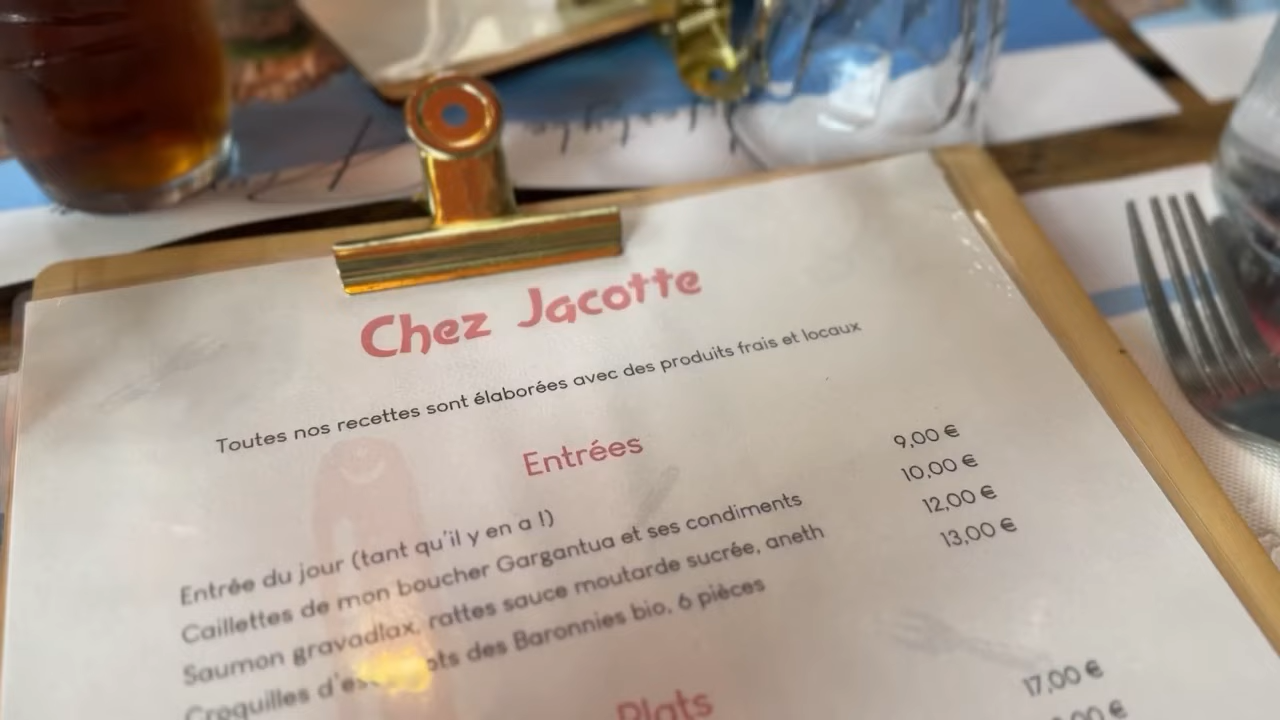 Chez Jacotte
Toutes nos recettes sont élaborées avec des produits frais et locaux
Entrées
Entrée du jour (tant qu'il y en a !) 9,00 €
Caillettes de mon boucher Gargantua et ses condiments 10,00 €
Saumon gravadlax, rattes sauce moutarde sucrée, aneth 12,00 €
Croquilles des Baronnies bio, 6 pièces 13,00 €
Plats
17,00 €